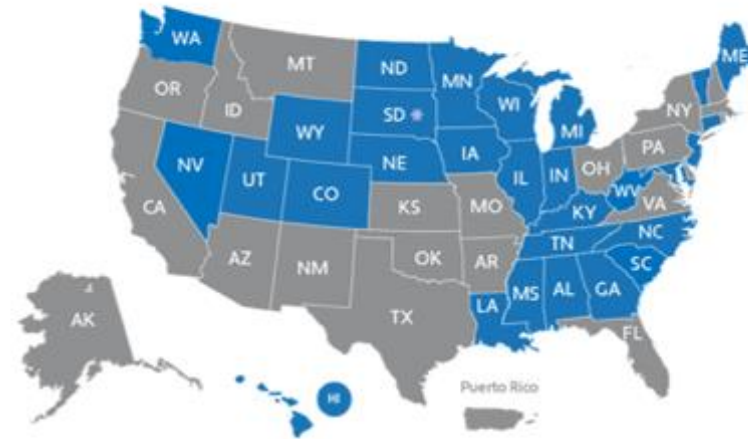 WA
MT
ND
MN
ME
OR
ID
SD
WI
NY
WY
MI
PA
IA
NE
NV
UT
CO
IL
IN
OH
WV
VA
CA
KS
MO
KY
NC
TN
SC
AZ
NM
OK
AR
MS
AL
GA
LA
TX
FL
AK
HI
Puerto Rico